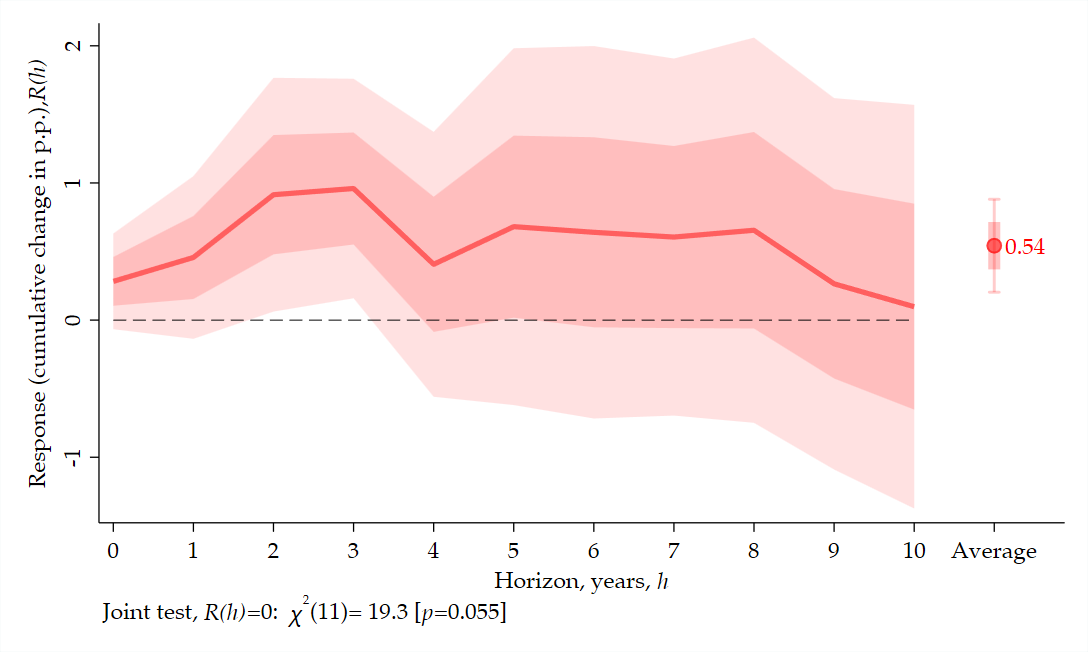 Response (cumulative change in p.p.),R(h)
2
1
0
-1
0.54
0 1 2 3 4 5 6 7 8 9 10 Average
Horizon, years, h
Joint test, R(h)=0: χ²(11)= 19.3 [p=0.055]